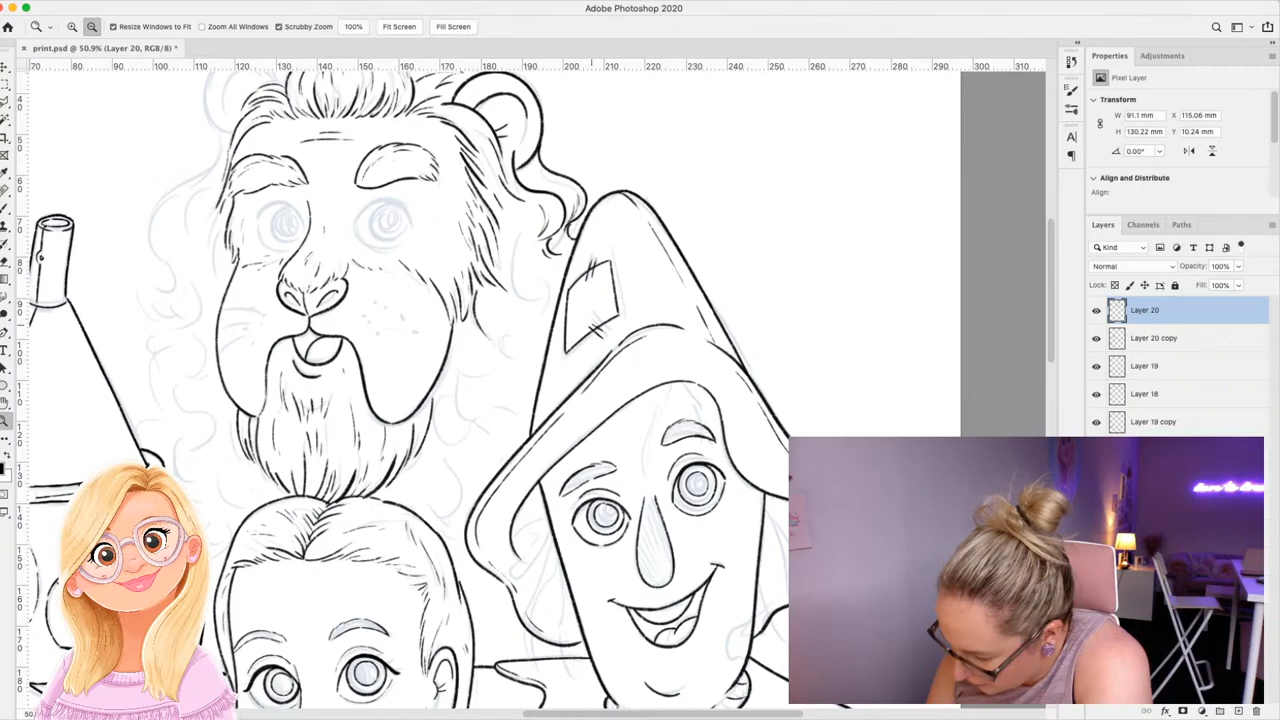 Adobe Photoshop 2020
Resize Windows to Fit
Zoom All Windows
Scrubby Zoom
100%
Fit Screen
Fill Screen
× print.psd @ 50.9% (Layer 20, RGB/8) *
70 80 90 100 110 120 130 140 150 160 170 180 190 200 210 220 230 240 250 260 270 280 290 300 310
Properties
Adjustments
Pixel Layer
Transform
W 91.1 mm
X 115.06 mm
H 130.22 mm
Y 10.24 mm
0.00°
Align and Distribute
Align:
Layers
Channels
Paths
Kind
Normal
Opacity: 100%
Lock:
Fill: 100%
Layer 20
Layer 20 copy
Layer 19
Layer 18
Layer 19 copy